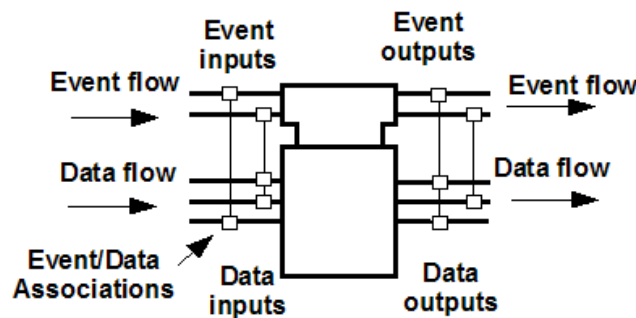 Event
inputs
Event
outputs
Event flow
Event flow
Data flow
Data flow
Event/Data
Associations
Data
inputs
Data
outputs